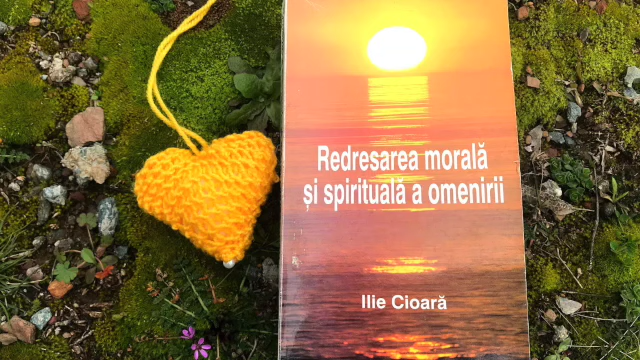 Redresarea morală
și spirituală a omenirii
Ilie Cioară